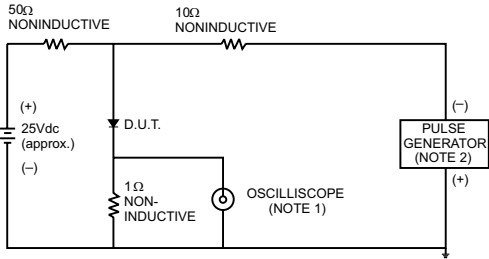 50Ω
NONINDUCTIVE
10Ω
NONINDUCTIVE
(+)
25Vdc
(approx.)
(–)
D.U.T.
1Ω
NON-
INDUCTIVE
OSCILLISCOPE
(NOTE 1)
(–)
PULSE
GENERATOR
(NOTE 2)
(+)